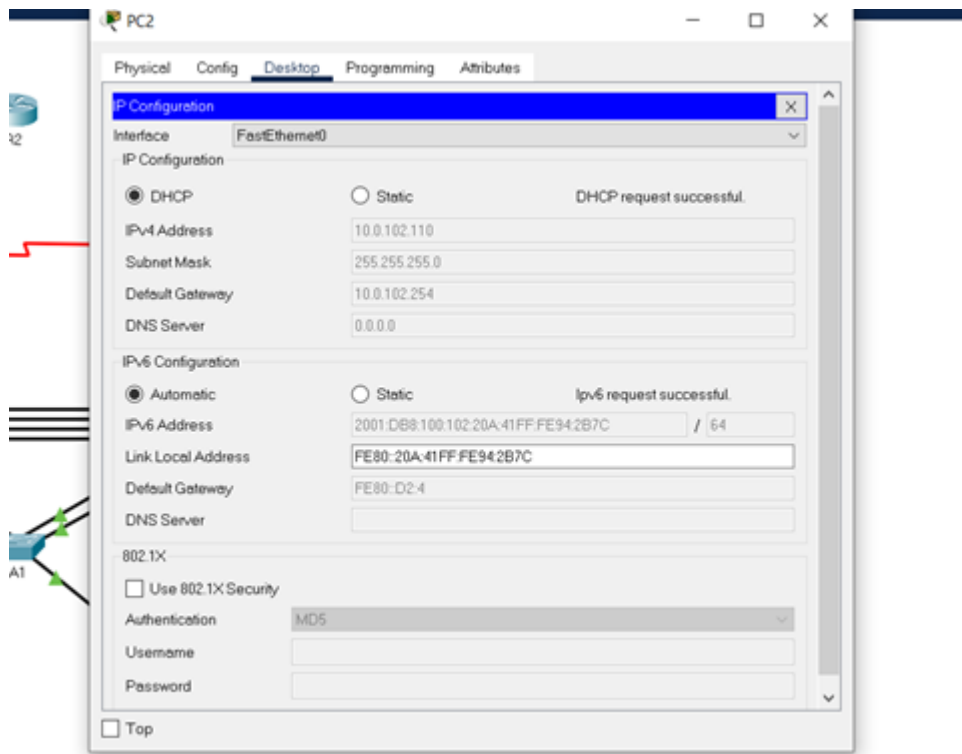 PC2
Physical Config Desktop Programming Attributes
IP Configuration X
Interface FastEthernet0
IP Configuration
DHCP Static DHCP request successful.
IPv4 Address 10.0.102.110
Subnet Mask 255.255.255.0
Default Gateway 10.0.102.254
DNS Server 0.0.0.0
IPv6 Configuration
Automatic Static Ipv6 request successful.
IPv6 Address 2001:DB8:100:102:20A:41FF:FE94:2B7C / 64
Link Local Address FE80::20A:41FF:FE94:2B7C
Default Gateway FE80::D2:4
DNS Server
802.1X
Use 802.1X Security
Authentication MD5
Username
Password
Top
A1